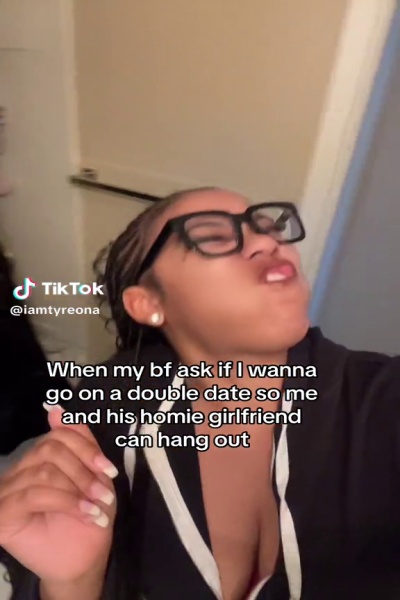 TikTok
@iamtyreona
When my bf ask if I wanna
go on a double date so me
and his homie girlfriend
can hang out